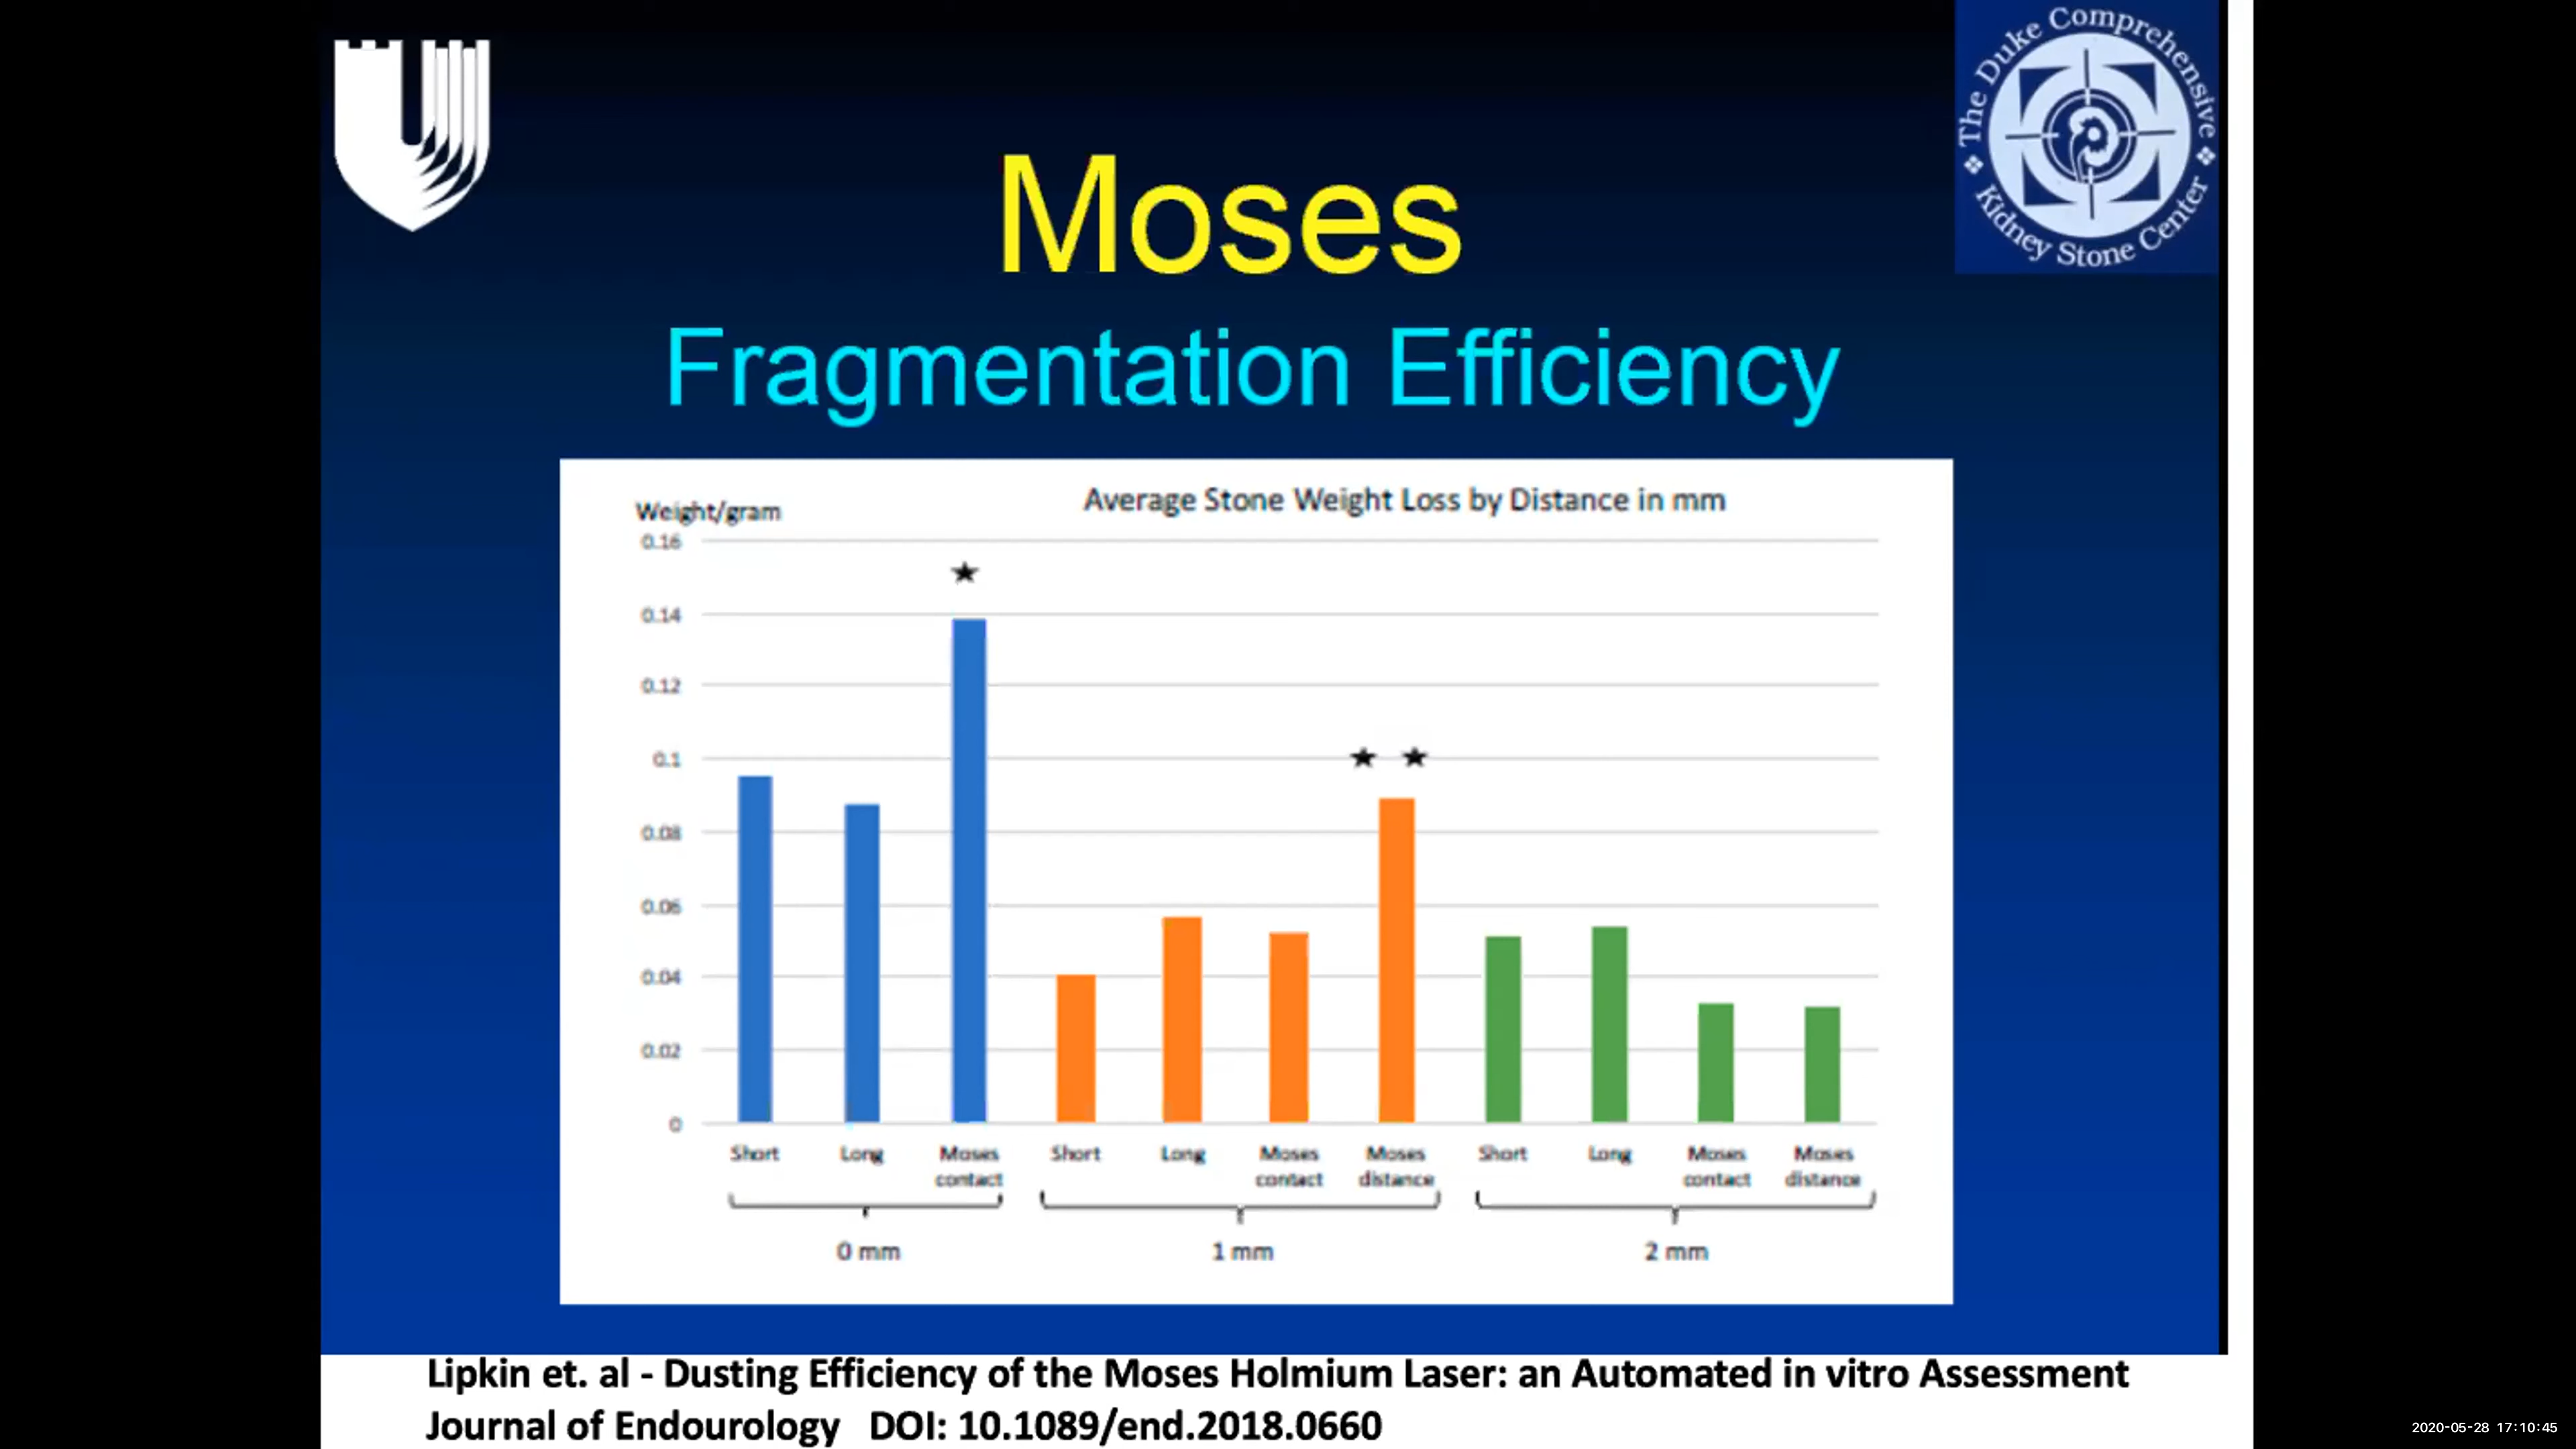 The Duke Comprehensive
Kidney Stone Center
Moses
Fragmentation Efficiency
Weight/gram
Average Stone Weight Loss by Distance in mm
0.16
0.14
0.12
0.1
0.08
0.06
0.04
0.02
0
Short Long Moses contact Short Long Moses contact Moses distance Short Long Moses contact Moses distance
0 mm 1 mm 2 mm
Lipkin et. al - Dusting Efficiency of the Moses Holmium Laser: an Automated in vitro Assessment
Journal of Endourology DOI: 10.1089/end.2018.0660
2020-05-28 17:10:45